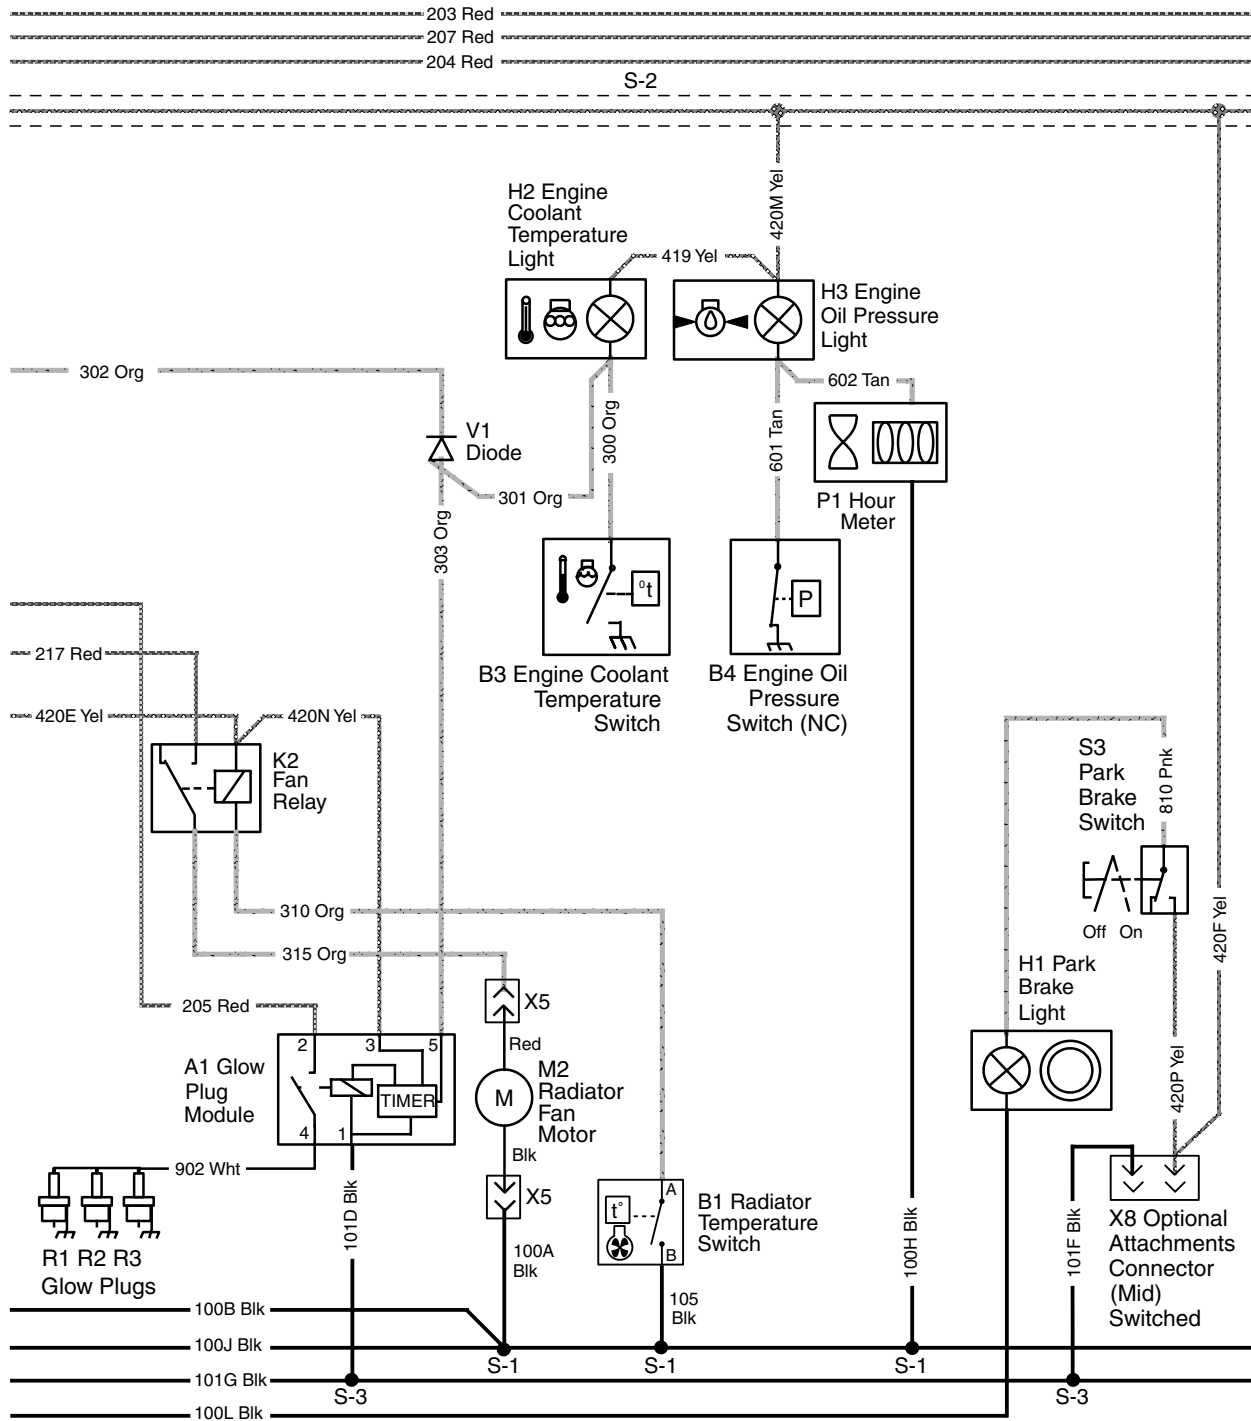 203 Red
207 Red
204 Red
S-2
420M Yel
H2 Engine
Coolant
Temperature
Light
419 Yel
H3 Engine
Oil Pressure
Light
302 Org
602 Tan
300 Org
601 Tan
V1
Diode
301 Org
P1 Hour
Meter
303 Org
⁰t
P
B3 Engine Coolant
Temperature
Switch
B4 Engine Oil
Pressure
Switch (NC)
217 Red
420E Yel
420N Yel
K2
Fan
Relay
S3
Park
Brake
Switch
810 Pnk
Off On
420F Yel
310 Org
315 Org
H1 Park
Brake
Light
205 Red
X5
Red
2 3 5
A1 Glow
Plug
Module
TIMER
4 1
M
M2
Radiator
Fan
Motor
420P Yel
Blk
902 Wht
X5
A
t°
B
B1 Radiator
Temperature
Switch
101D Blk
100A
Blk
100H Blk
101F Blk
X8 Optional
Attachments
Connector
(Mid)
Switched
R1 R2 R3
Glow Plugs
105
Blk
100B Blk
100J Blk
S-1
S-1
S-1
101G Blk
S-3
S-3
100L Blk